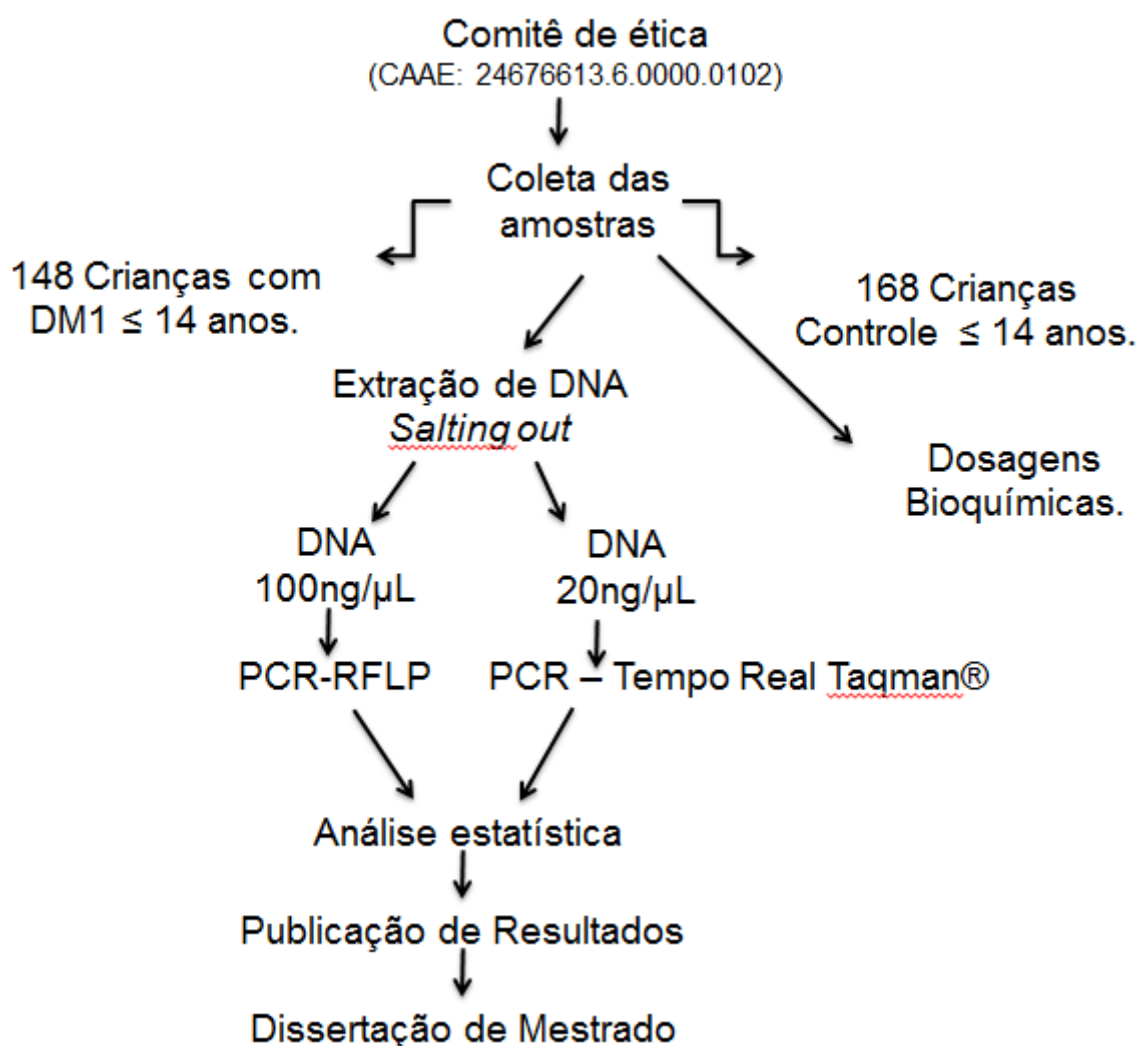 Comitê de ética
(CAAE: 24676613.6.0000.0102)
Coleta das
amostras
148 Crianças com
DM1 ≤ 14 anos.
168 Crianças
Controle ≤ 14 anos.
Extração de DNA
Salting out
Dosagens
Bioquímicas.
DNA
100ng/µL
DNA
20ng/µL
PCR-RFLP
PCR – Tempo Real Taqman®
Análise estatística
Publicação de Resultados
Dissertação de Mestrado